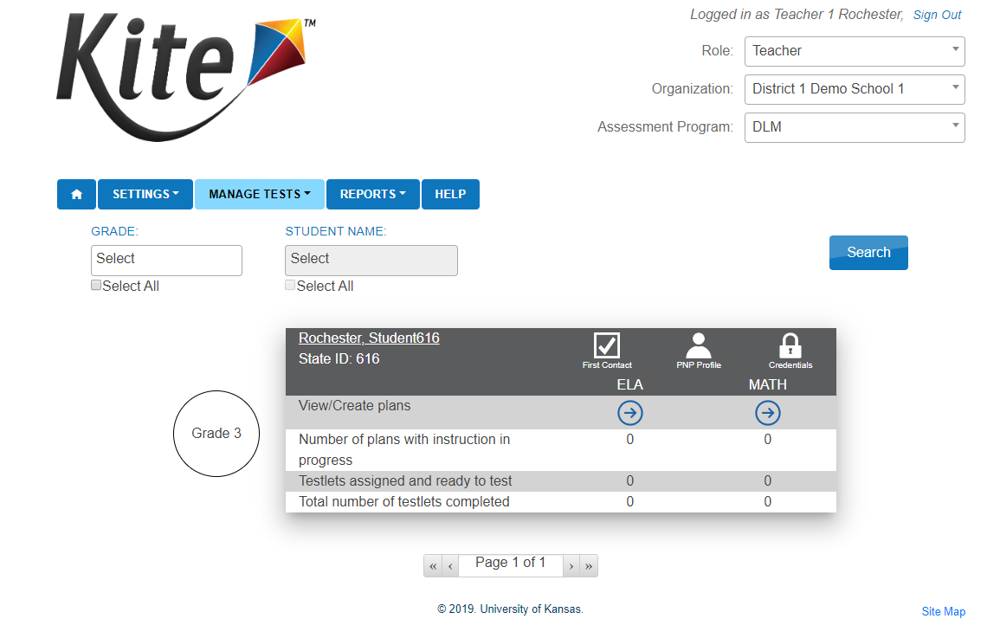 Kite™
Logged in as Teacher 1 Rochester, Sign Out
Role: Teacher
Organization: District 1 Demo School 1
Assessment Program: DLM
SETTINGS MANAGE TESTS REPORTS HELP
GRADE: STUDENT NAME:
Select Select Search
Select All Select All
Rochester, Student616
State ID: 616
First Contact PNP Profile Credentials
ELA MATH
View/Create plans
Grade 3
Number of plans with instruction in 0 0
progress
Testlets assigned and ready to test 0 0
Total number of testlets completed 0 0
« ‹ Page 1 of 1 › »
© 2019. University of Kansas.
Site Map